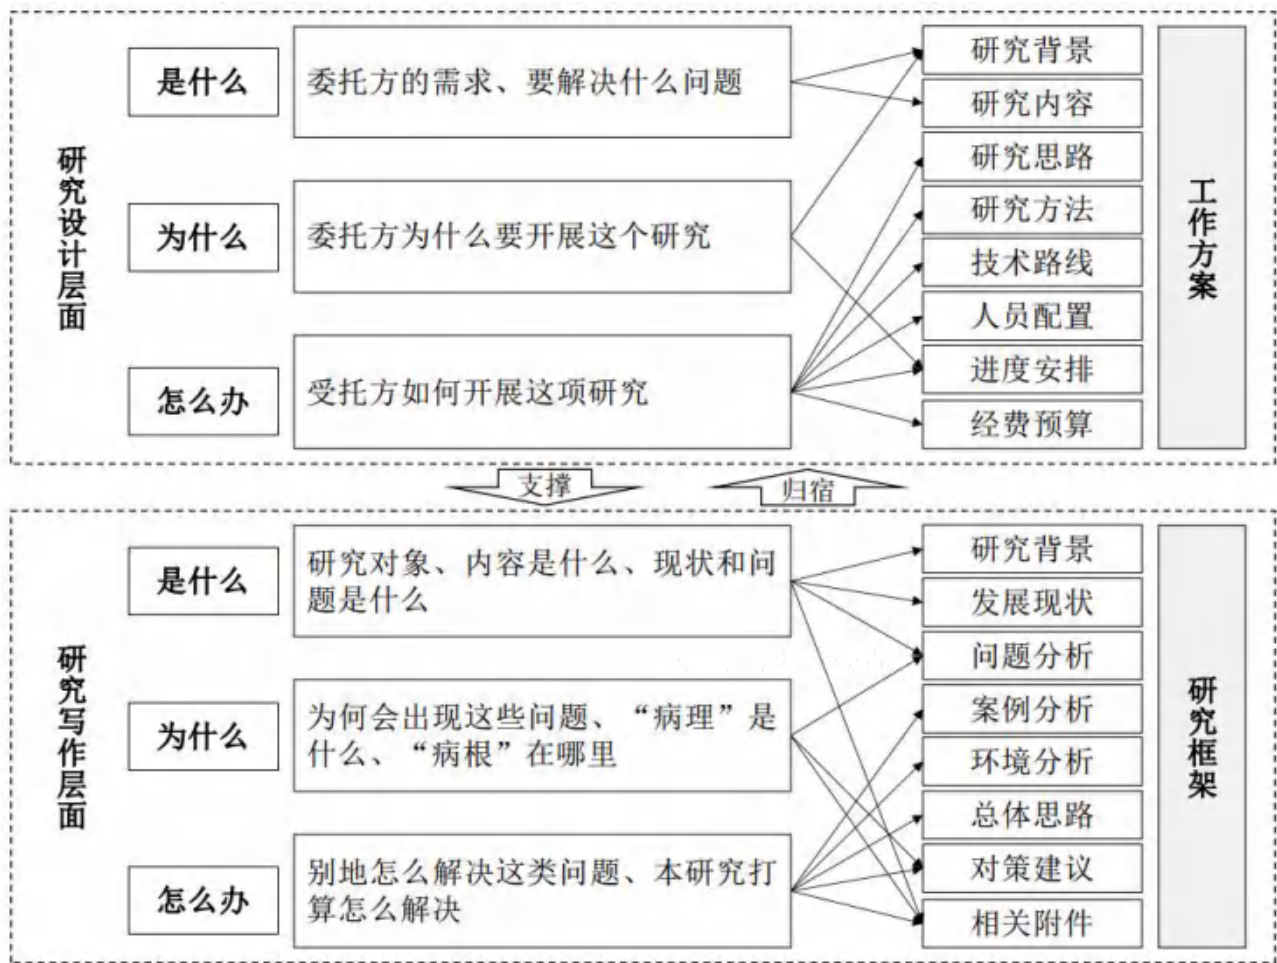 研究设计层面
是什么
委托方的需求、要解决什么问题
为什么
委托方为什么要开展这个研究
怎么办
受托方如何开展这项研究
研究背景
研究内容
研究思路
研究方法
技术路线
人员配置
进度安排
经费预算
工作方案
支撑
归宿
研究写作层面
是什么
研究对象、内容是什么、现状和问
题是什么
为什么
为何会出现这些问题、“病理”是
什么、“病根”在哪里
怎么办
别地怎么解决这类问题、本研究打
算怎么解决
研究背景
发展现状
问题分析
案例分析
环境分析
总体思路
对策建议
相关附件
研究框架